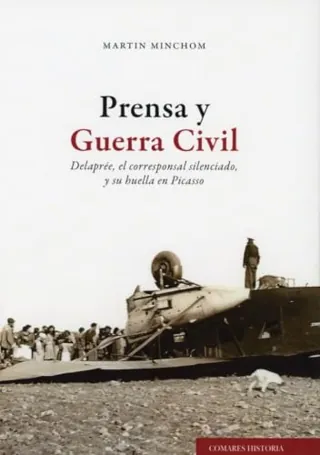 MARTIN MINCHOM
Prensa y
Guerra Civil
Delaprée, el corresponsal silenciado,
y su huella en Picasso
COMARES HISTORIA